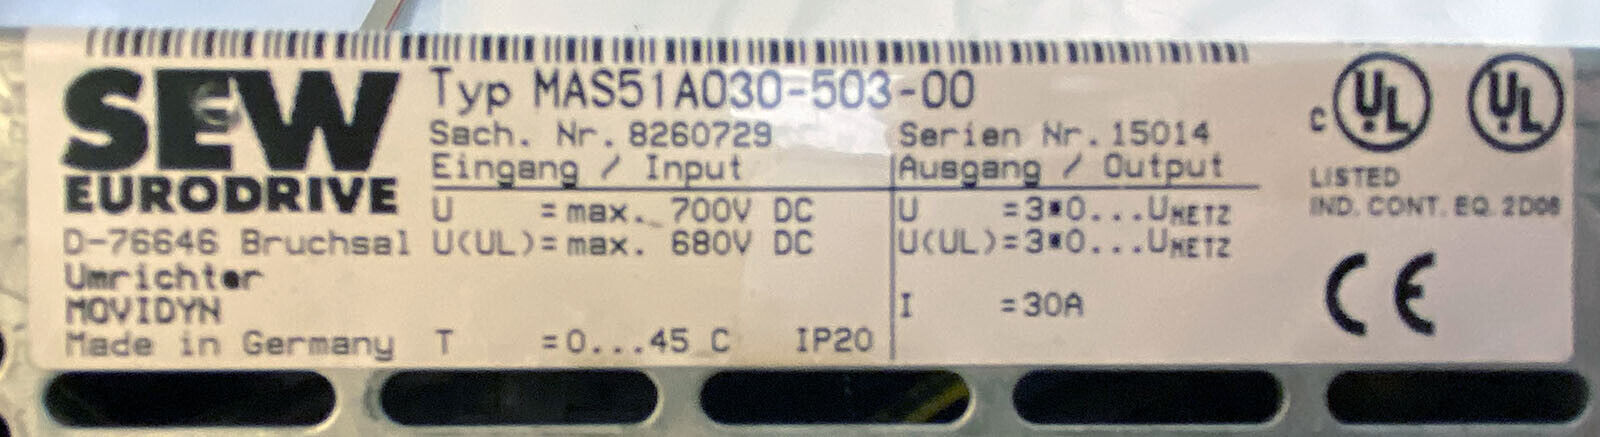 SEW
EURODRIVE
D-76646 Bruchsal
Umrichter
MOVIDYN
Made in Germany
Typ MAS51A030-503-00
Sach. Nr. 8260729 Serien Nr. 15014
Eingang / Input Ausgang / Output
U =max. 700V DC U =3*0...UNETZ
U(UL)=max. 680V DC U(UL)=3*0...UNETZ
I =30A
T =0...45 C IP20
c UL UL
LISTED
IND. CONT. EQ. 2D06
CE